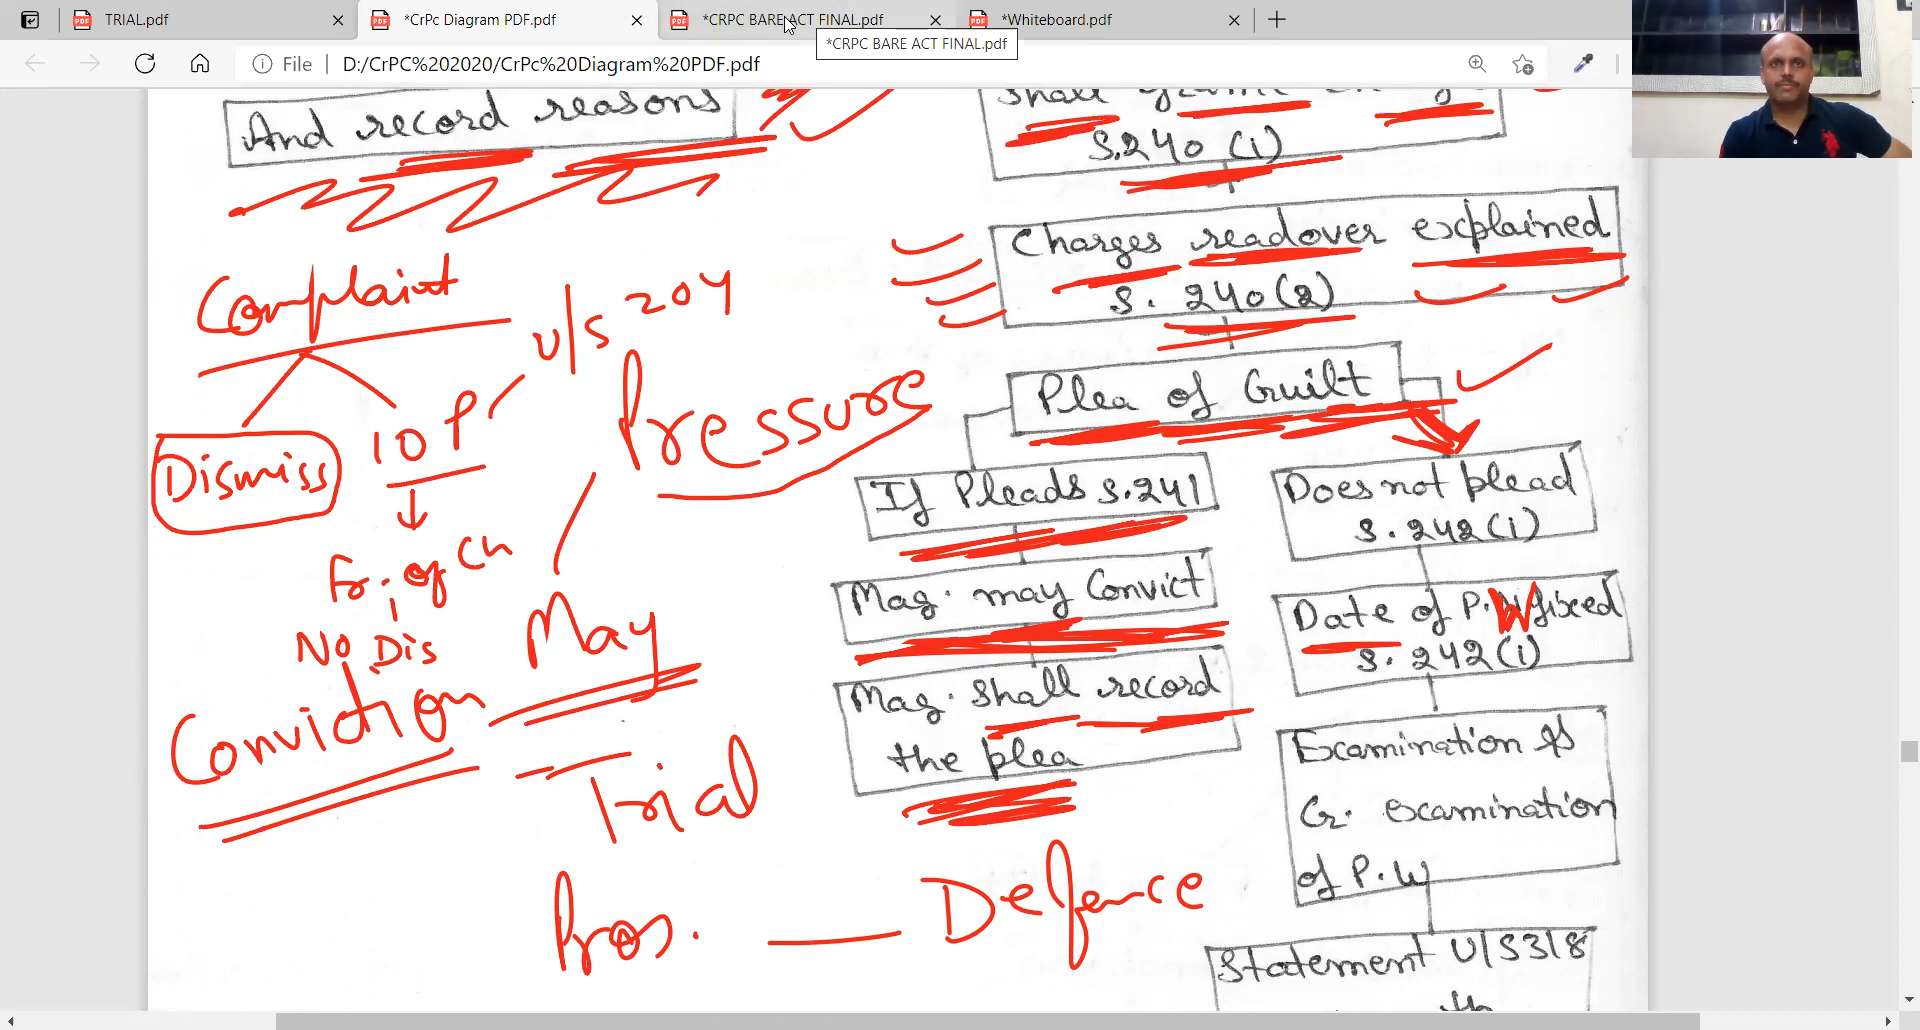 TRIAL.pdf
*CrPc Diagram PDF.pdf
*CRPC BARE ACT FINAL.pdf
*Whiteboard.pdf
*CRPC BARE ACT FINAL.pdf
File
D:/CrPC%202020/CrPc%20Diagram%20PDF.pdf
And record reasons
Shall
S.240 (1)
Charges readover explained
S. 240(2)
Plea of Guilt
If Pleads S.241
Mag. may Convict
Mag. Shall record
the plea
Does not plead
S. 242(1)
Date of P.W fixed
S. 242(1)
Examination &
Cr. examination
of P.W
Statement U/S 318
Complaint
U/S 204
Dismiss
IOP
Fr. of Ch
No Dis
Conviction
Pressure
May
Trial
Pros. — Defence